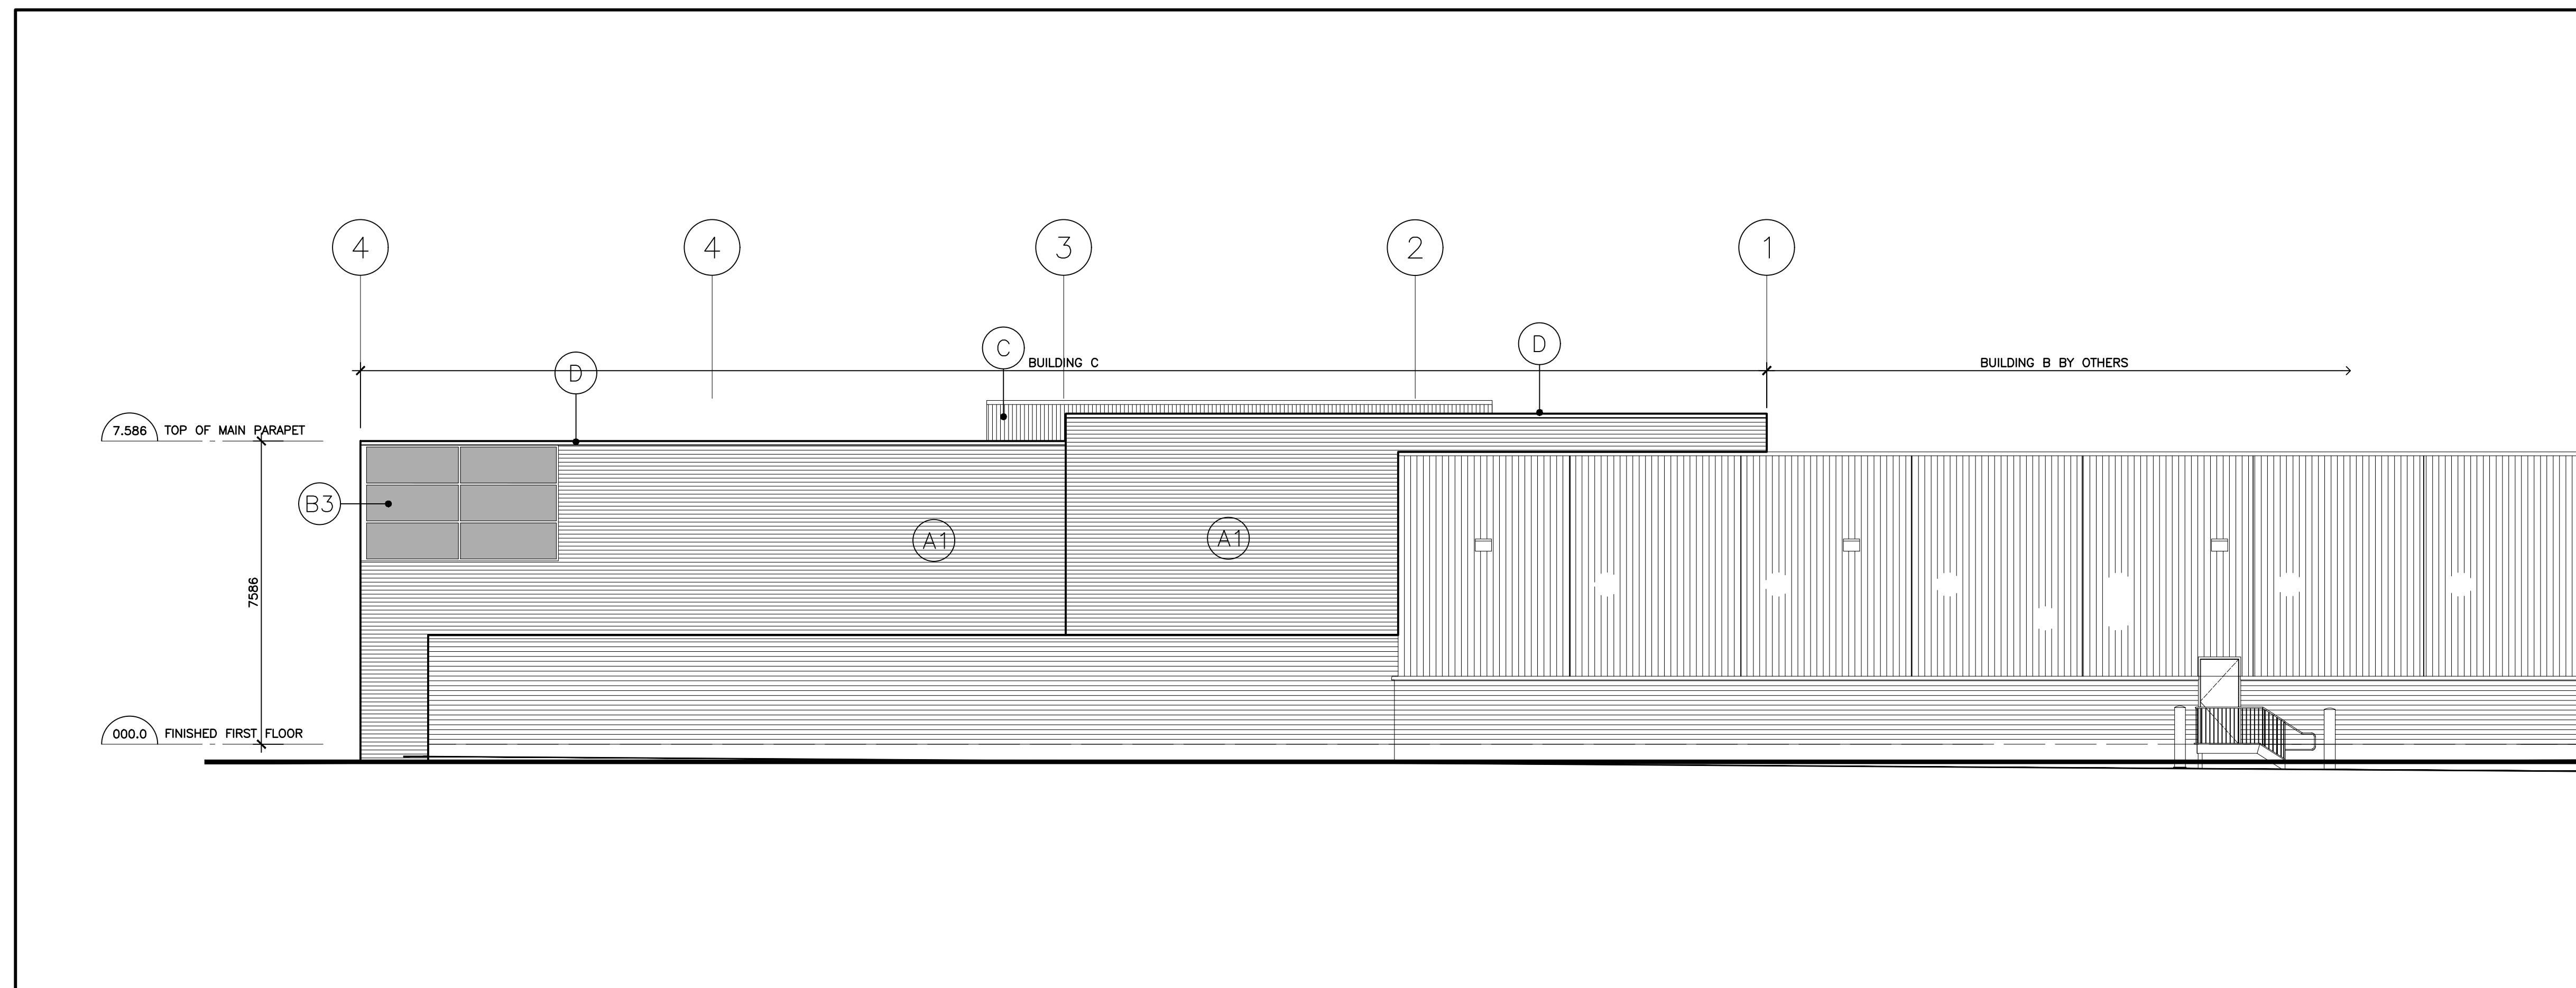 4
4
3
2
1
D
C
D
BUILDING C
BUILDING B BY OTHERS
7.586 TOP OF MAIN PARAPET
B3
A1
A1
7586
000.0 FINISHED FIRST FLOOR